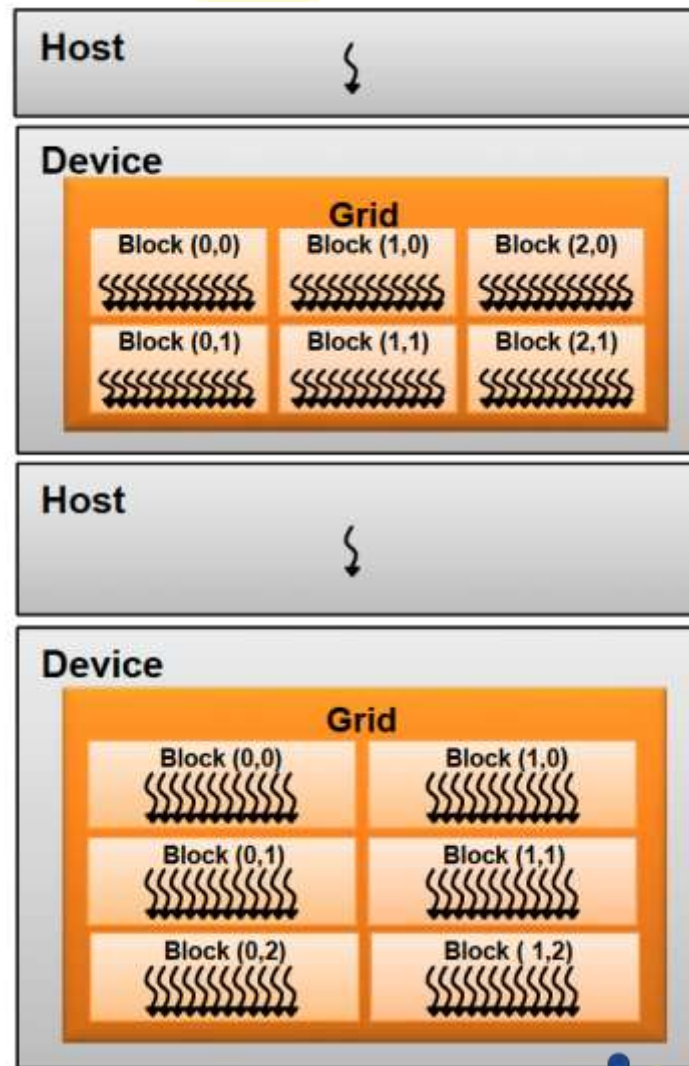 Host
Device
Grid
Block (0,0) Block (1,0) Block (2,0)
Block (0,1) Block (1,1) Block (2,1)
Host
Device
Grid
Block (0,0) Block (1,0)
Block (0,1) Block (1,1)
Block (0,2) Block ( 1,2)